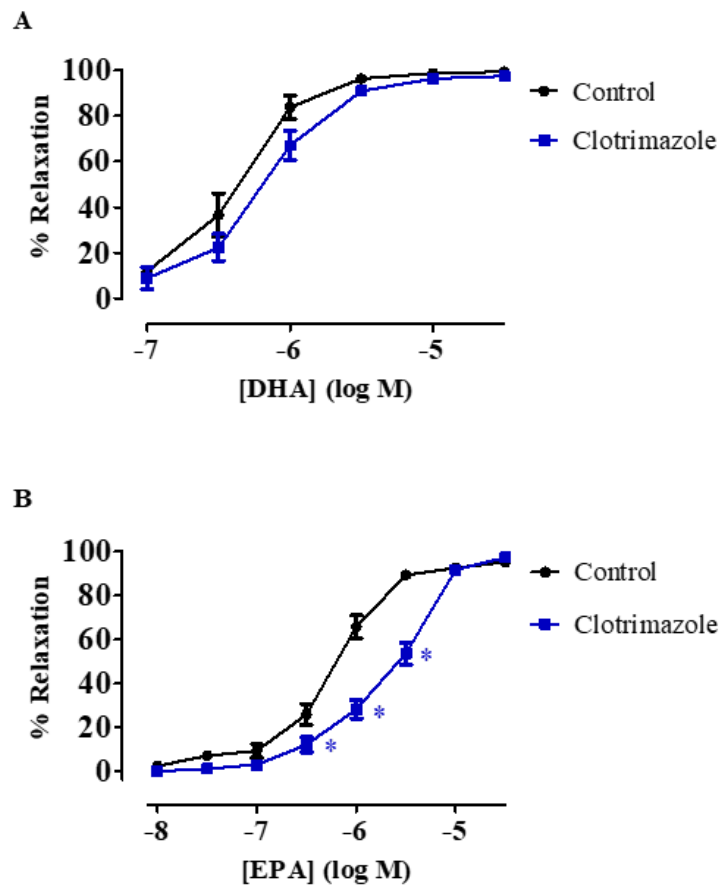 A
% Relaxation
100
80
60
40
20
0
-7
-6
-5
[DHA] (log M)
Control
Clotrimazole
B
% Relaxation
100
80
60
40
20
0
*
*
*
-8
-7
-6
-5
[EPA] (log M)
Control
Clotrimazole